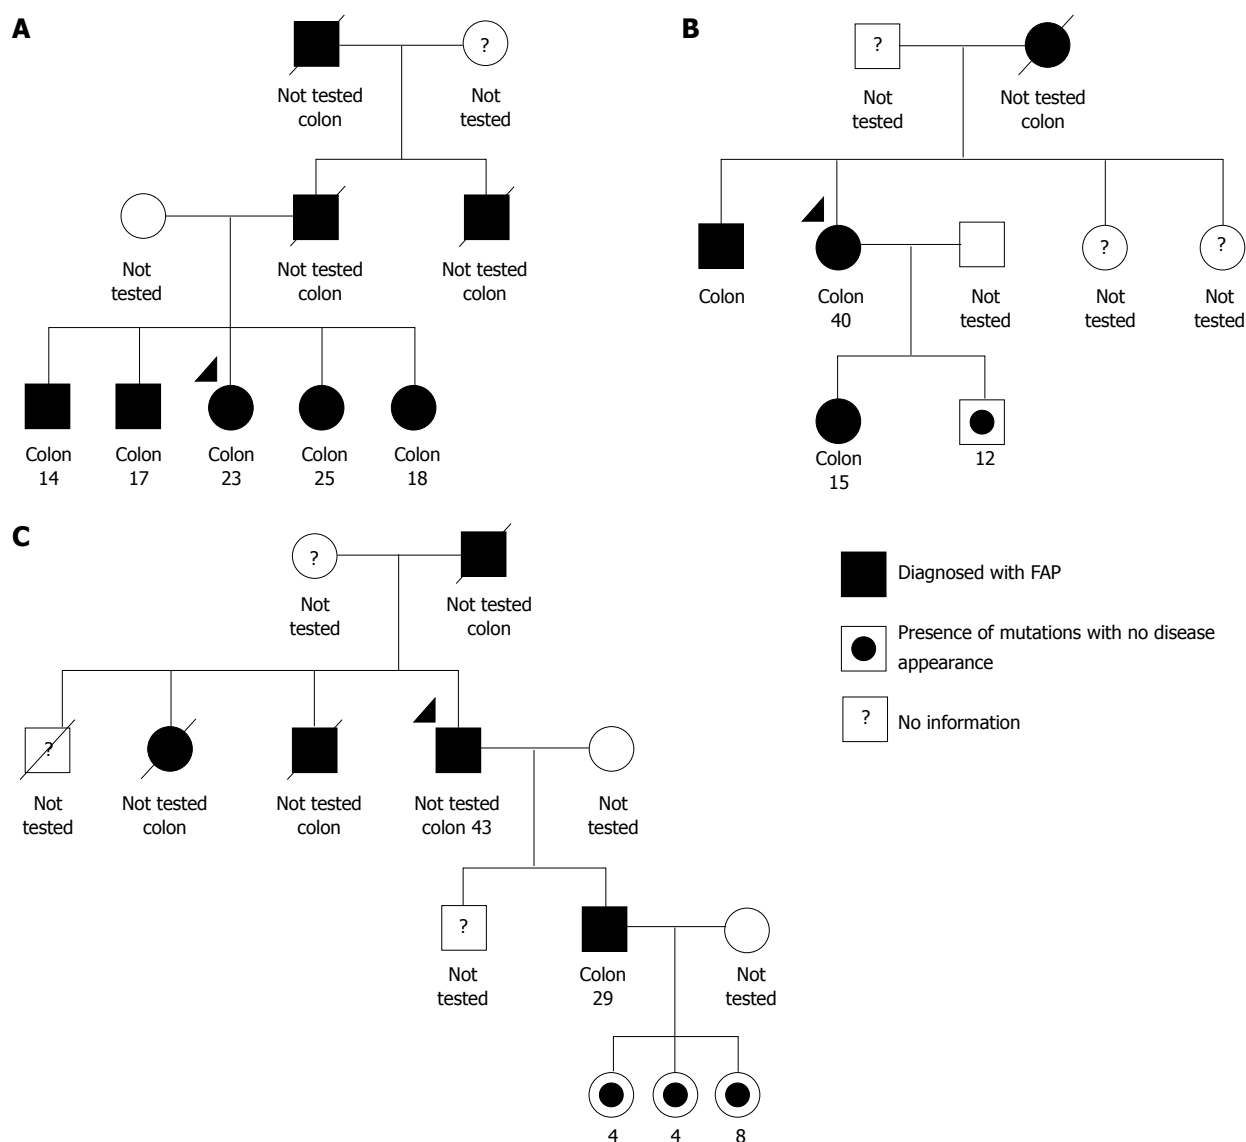 A
?
Not tested
colon
Not
tested
Not
tested
Not tested
colon
Not tested
colon
Colon
14
Colon
17
Colon
23
Colon
25
Colon
18
B
?
Not
tested
Not tested
colon
Colon
Colon
40
Not
tested
?
Not
tested
?
Not
tested
Colon
15
12
C
?
Not
tested
Not tested
colon
?
Not
tested
Not tested
colon
Not tested
colon
Not tested
colon 43
Not
tested
?
Not
tested
Colon
29
Not
tested
4
4
8
Diagnosed with FAP
Presence of mutations with no disease
appearance
?
No information